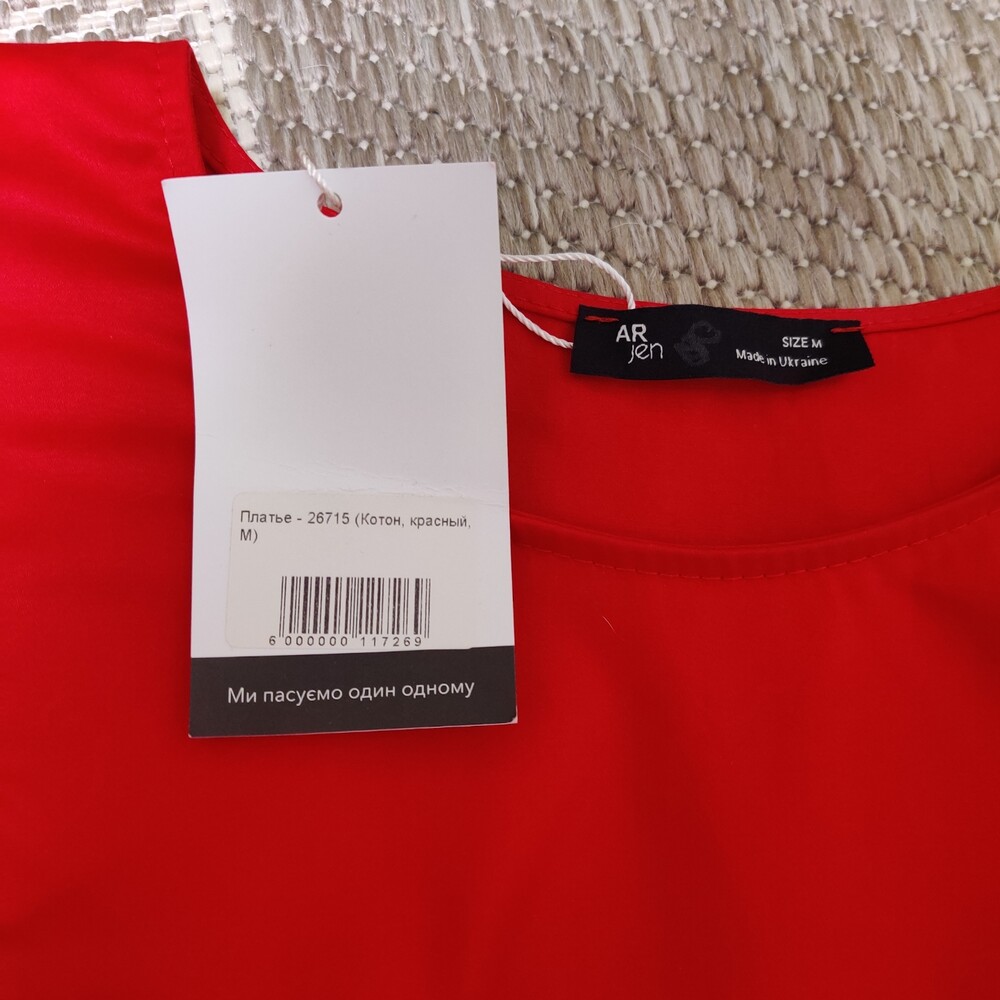 AR
jen
SIZE M
Made in Ukraine
Платье - 26715 (Котон, красный,
М)
6 000000 117269
Ми пасуємо один одному